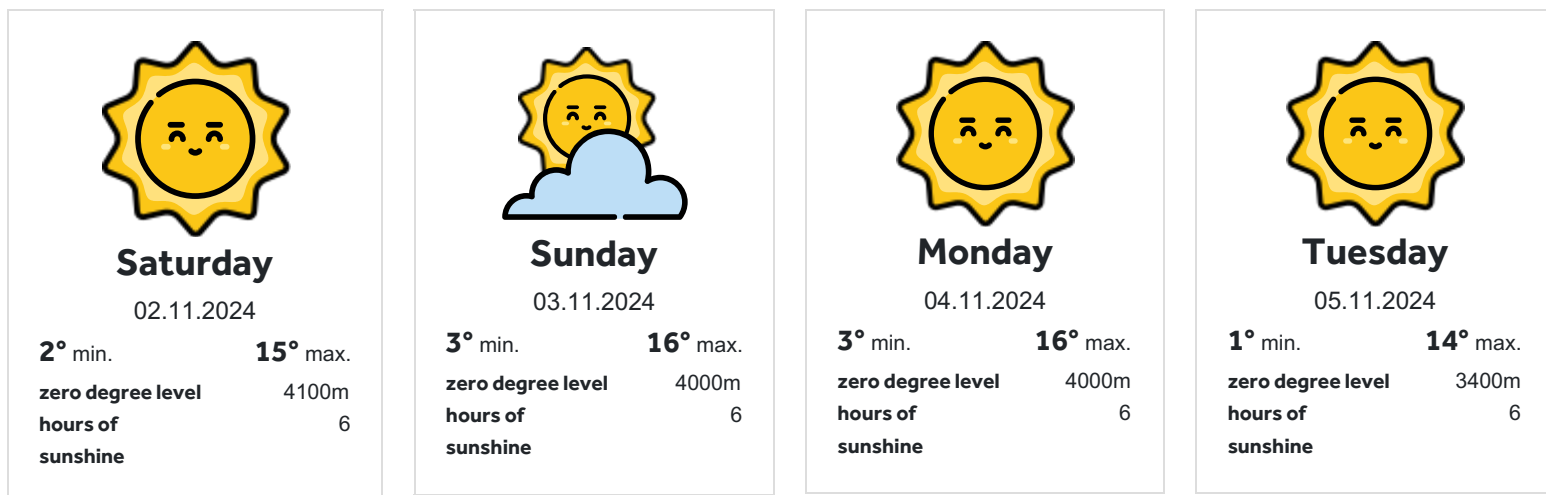 Saturday
02.11.2024
2° min. 15° max.
zero degree level 4100m
hours of 6
sunshine
Sunday
03.11.2024
3° min. 16° max.
zero degree level 4000m
hours of 6
sunshine
Monday
04.11.2024
3° min. 16° max.
zero degree level 4000m
hours of 6
sunshine
Tuesday
05.11.2024
1° min. 14° max.
zero degree level 3400m
hours of 6
sunshine